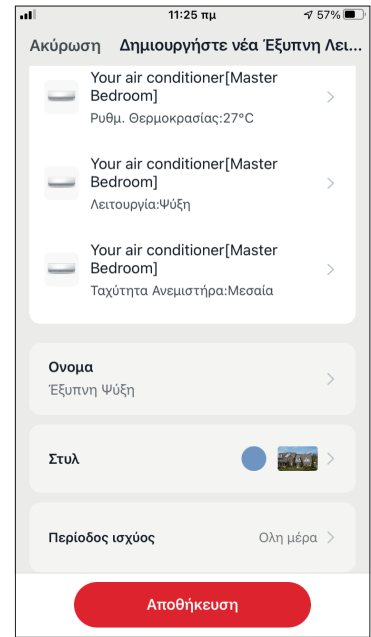 11:25 πμ
57%
Ακύρωση Δημιουργήστε νέα Έξυπνη Λει...
Your air conditioner[Master
Bedroom]
Ρυθμ. Θερμοκρασίας:27°C
Your air conditioner[Master
Bedroom]
Λειτουργία:Ψύξη
Your air conditioner[Master
Bedroom]
Ταχύτητα Ανεμιστήρα:Μεσαία
Ονομα
Έξυπνη Ψύξη
Στυλ
Περίοδος ισχύος Ολη μέρα
Αποθήκευση